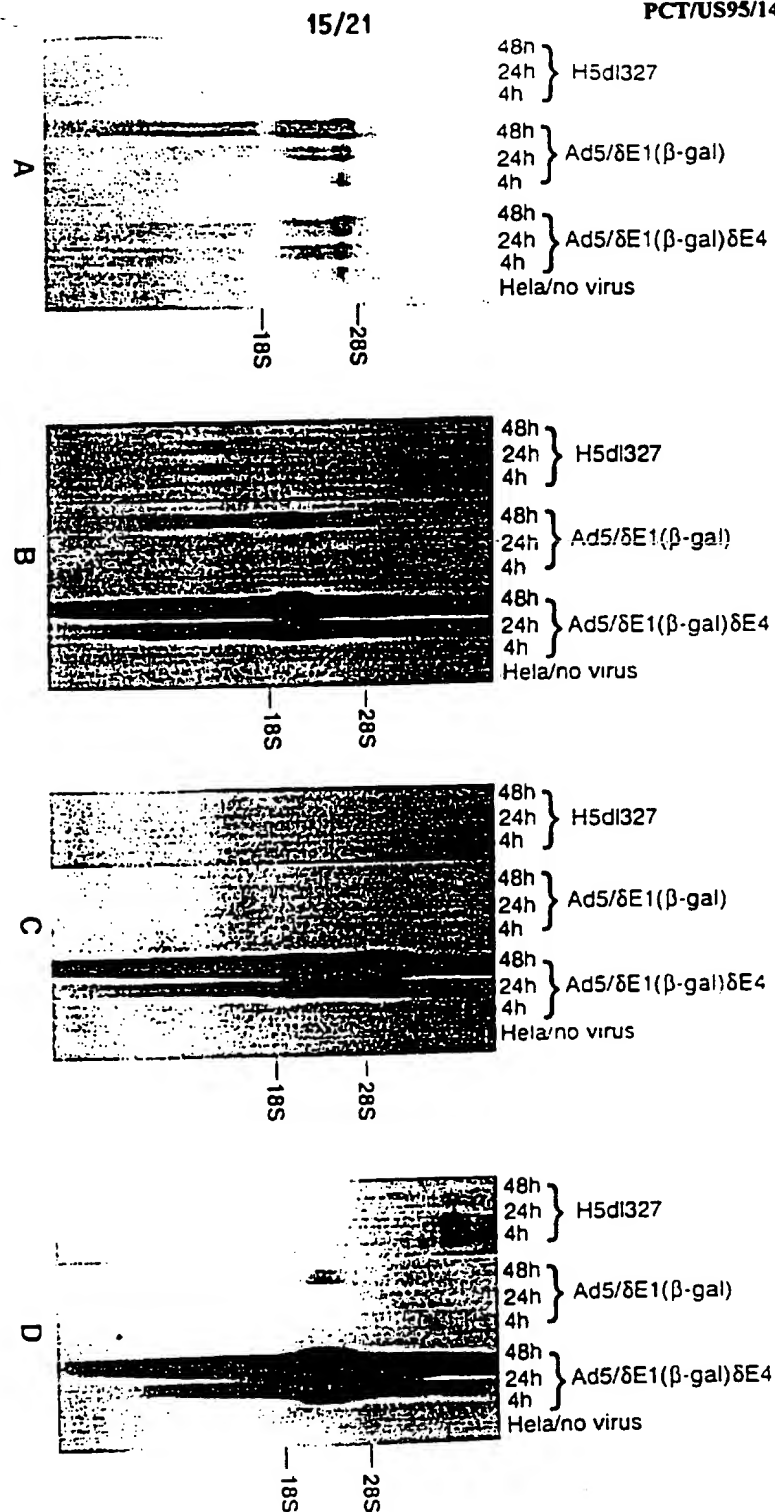 15/21
PCT/US95/14
48h
24h } H5dl327
4h
48h
24h } Ad5/δE1(β-gal)
4h
48h
24h } Ad5/δE1(β-gal)δE4
4h
Hela/no virus
A
–18S
–28S
48h
24h } H5dl327
4h
48h
24h } Ad5/δE1(β-gal)
4h
48h
24h } Ad5/δE1(β-gal)δE4
4h
Hela/no virus
B
–18S
–28S
48h
24h } H5dl327
4h
48h
24h } Ad5/δE1(β-gal)
4h
48h
24h } Ad5/δE1(β-gal)δE4
4h
Hela/no virus
C
–18S
–28S
48h
24h } H5dl327
4h
48h
24h } Ad5/δE1(β-gal)
4h
48h
24h } Ad5/δE1(β-gal)δE4
4h
Hela/no virus
D
–18S
–28S